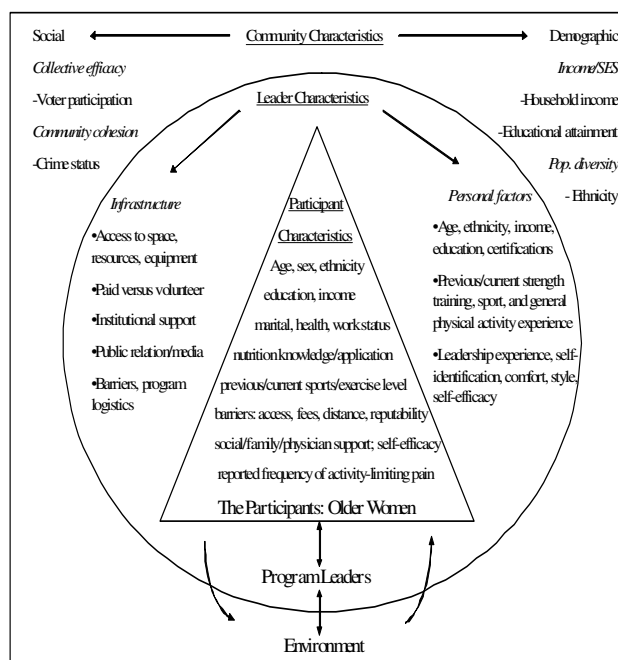 Social
Community Characteristics
Demographic
Collective efficacy
-Voter participation
Community cohesion
-Crime status
Income/SES
-Household income
-Educational attainment
Pop. diversity
- Ethnicity
Leader Characteristics
Infrastructure
•Access to space,
resources, equipment
•Paid versus volunteer
•Institutional support
•Public relation/media
•Barriers, program
logistics
Participant
Characteristics
Age, sex, ethnicity
education, income
marital, health, work status
nutrition knowledge/application
previous/current sports/exercise level
barriers: access, fees, distance, reputability
social/family/physician support; self-efficacy
reported frequency of activity-limiting pain
The Participants: Older Women
Personal factors
•Age, ethnicity, income,
education, certifications
•Previous/current strength
training, sport, and general
physical activity experience
•Leadership experience, self-
identification, comfort, style,
self-efficacy
Program Leaders
Environment